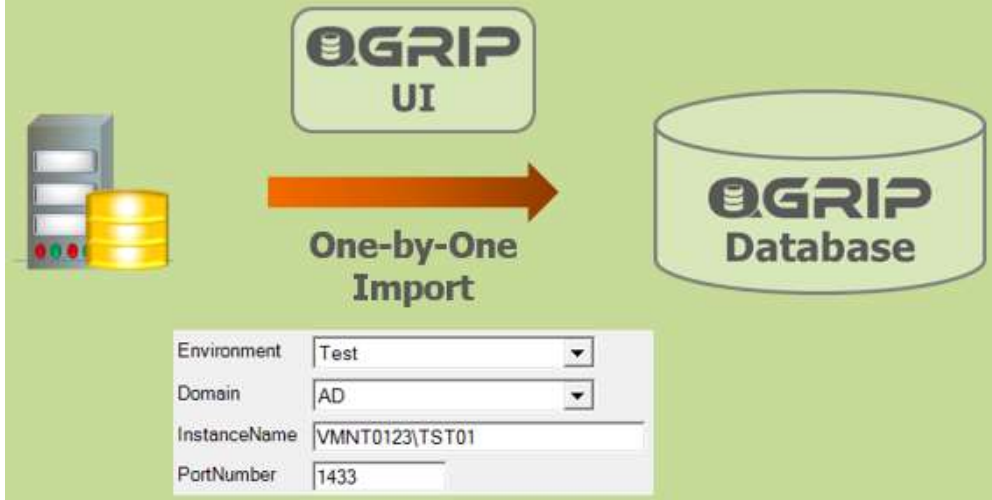 QGRIP
UI
One-by-One
Import
QGRIP
Database
Environment Test
Domain AD
InstanceName VMNT0123\TST01
PortNumber 1433